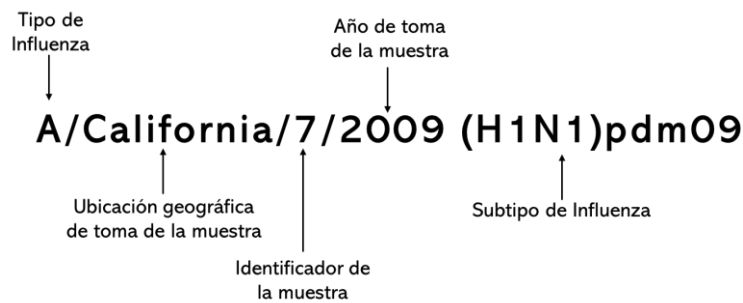 Tipo de
Influenza
Año de toma
de la muestra
A/California/7/2009 (H1N1)pdm09
Ubicación geográfica
de toma de la muestra
Subtipo de Influenza
Identificador de
la muestra